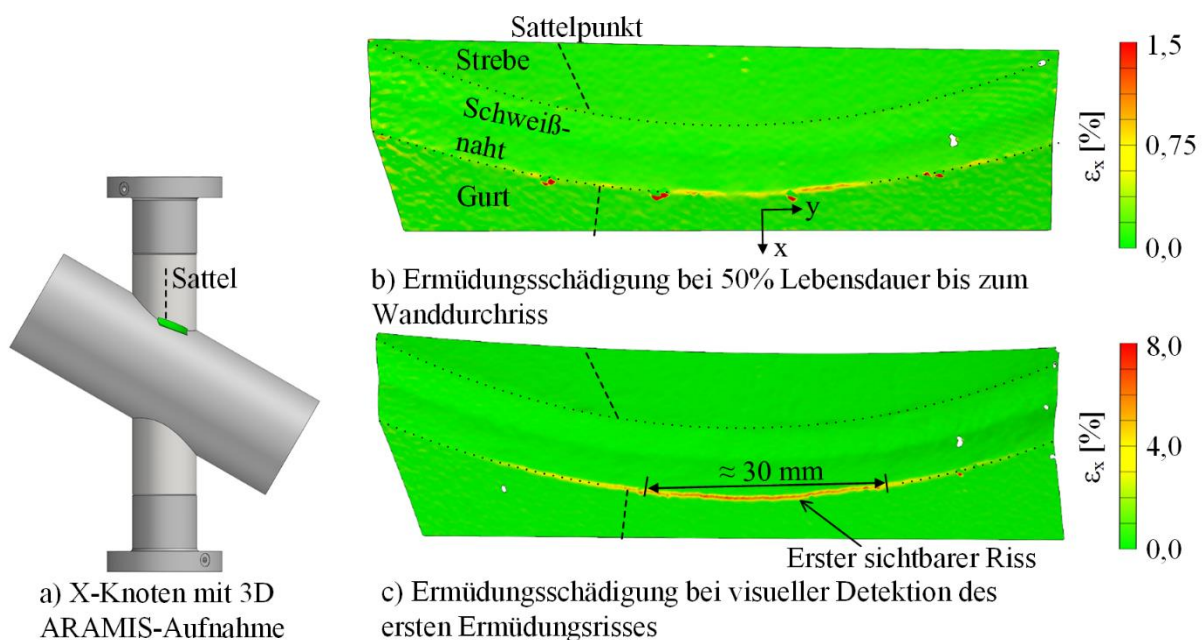 Sattel
a) X-Knoten mit 3D
ARAMIS-Aufnahme
Sattelpunkt
Strebe
Schweiß-
naht
Gurt
y
x
1,5
0,75
0,0
εx [%]
b) Ermüdungsschädigung bei 50% Lebensdauer bis zum
Wanddurchriss
≈ 30 mm
Erster sichtbarer Riss
8,0
4,0
0,0
εx [%]
c) Ermüdungsschädigung bei visueller Detektion des
ersten Ermüdungsrisses